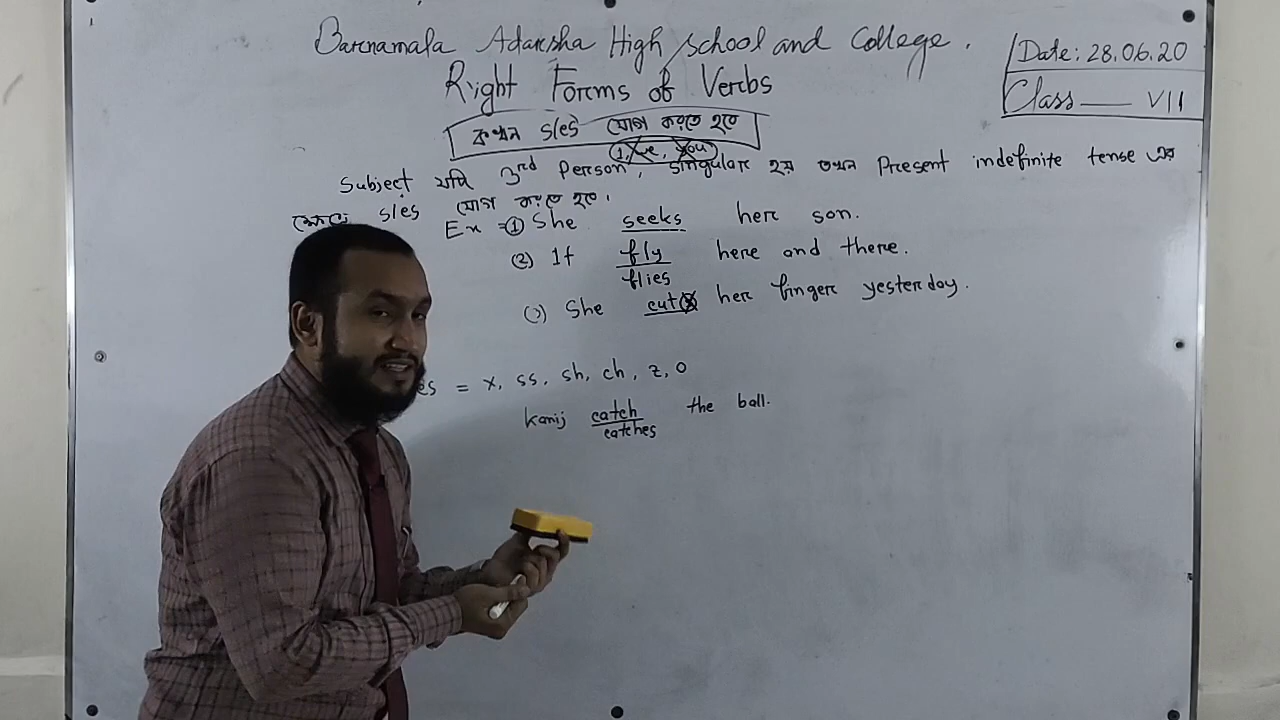 Barnamala Adarsha High School and College.
Date: 28.06.20
Right Forms of Verbs
Class — VII
কখন s/es যোগ করতে হবে
I, we, you
Subject যদি 3rd Person, Singular হয় তখন Present indefinite tense এর
ক্ষেত্রে s/es যোগ করতে হবে।
Ex = ① She seeks her son.
(2) It fly here and there.
flies
She cut her finger yesterday.
es = x, ss, sh, ch, z, o
Kanij catch the ball.
catches